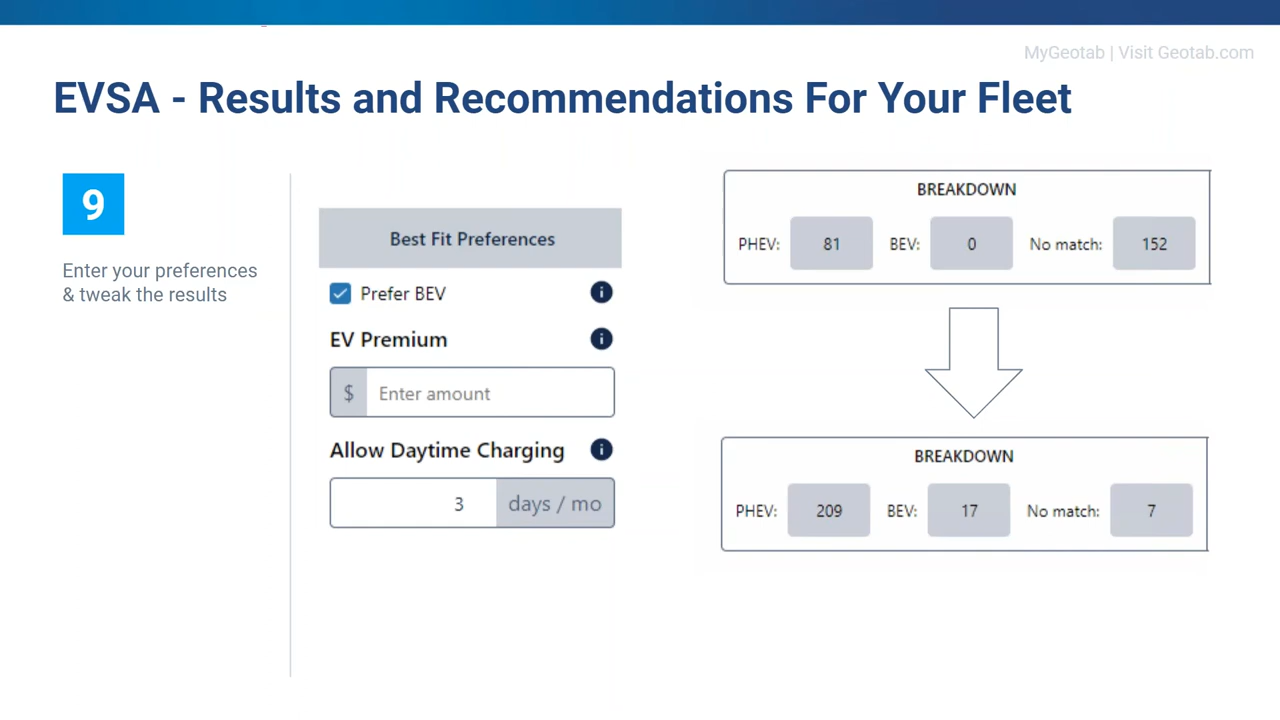 MyGeotab | Visit Geotab.com
EVSA - Results and Recommendations For Your Fleet
9
Enter your preferences
& tweak the results
Best Fit Preferences
Prefer BEV
EV Premium
$ Enter amount
Allow Daytime Charging
3 days / mo
BREAKDOWN
PHEV: 81 BEV: 0 No match: 152
BREAKDOWN
PHEV: 209 BEV: 17 No match: 7